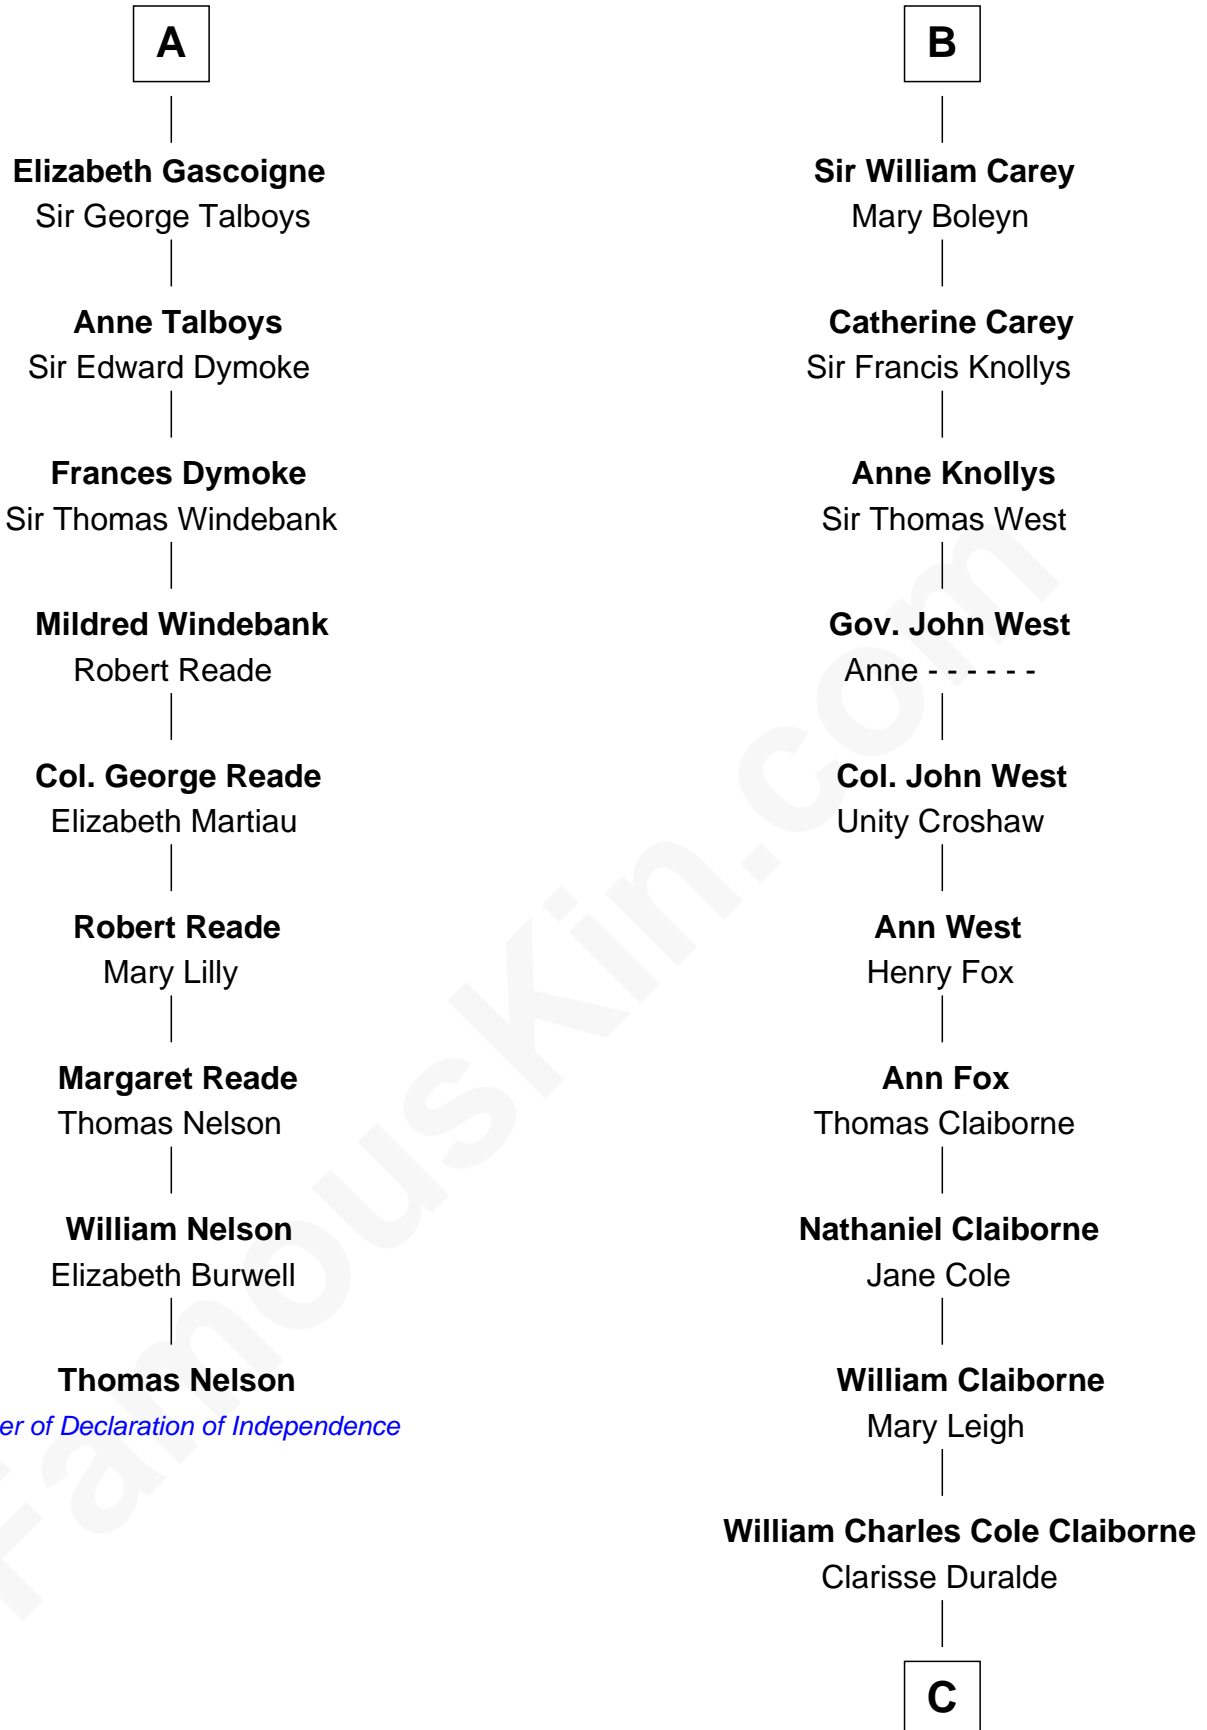 A
Elizabeth Gascoigne
Sir George Talboys
Anne Talboys
Sir Edward Dymoke
Frances Dymoke
Sir Thomas Windebank
Mildred Windebank
Robert Reade
Col. George Reade
Elizabeth Martiau
Robert Reade
Mary Lilly
Margaret Reade
Thomas Nelson
William Nelson
Elizabeth Burwell
Thomas Nelson
er of Declaration of Independence
B
Sir William Carey
Mary Boleyn
Catherine Carey
Sir Francis Knollys
Anne Knollys
Sir Thomas West
Gov. John West
Anne - - - - - -
Col. John West
Unity Croshaw
Ann West
Henry Fox
Ann Fox
Thomas Claiborne
Nathaniel Claiborne
Jane Cole
William Claiborne
Mary Leigh
William Charles Cole Claiborne
Clarisse Duralde
C
FamousKin.com